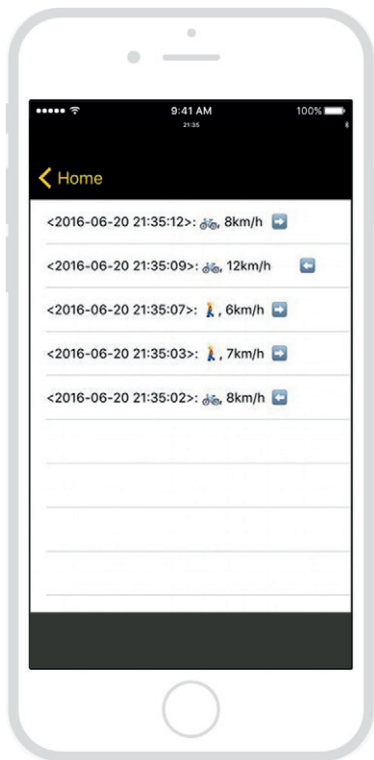 9:41 AM
100%
21:35
Home
<2016-06-20 21:35:12>: 🚲, 8km/h ➡️
<2016-06-20 21:35:09>: 🚲, 12km/h ⬅️
<2016-06-20 21:35:07>: 🚶, 6km/h ➡️
<2016-06-20 21:35:03>: 🚶, 7km/h ➡️
<2016-06-20 21:35:02>: 🚲, 8km/h ⬅️